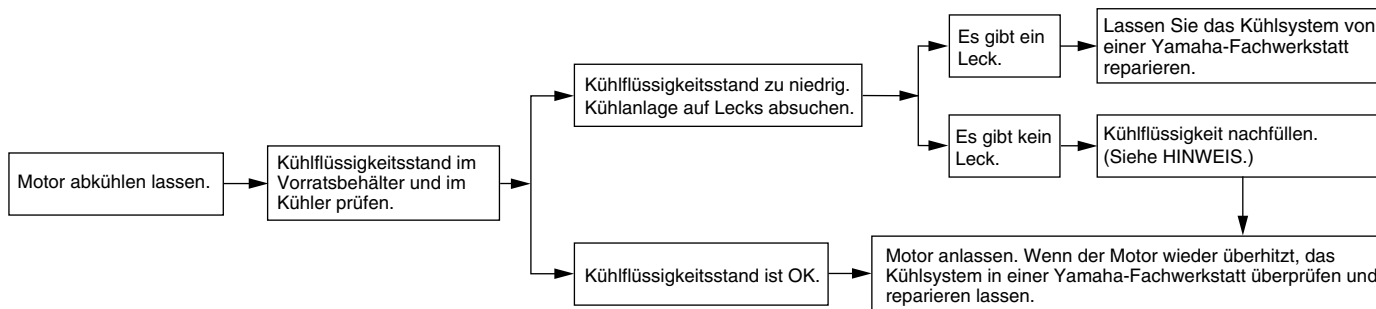 Motor abkühlen lassen.
Kühlflüssigkeitsstand im
Vorratsbehälter und im
Kühler prüfen.
Kühlflüssigkeitsstand zu niedrig.
Kühlanlage auf Lecks absuchen.
Es gibt ein
Leck.
Lassen Sie das Kühlsystem von
einer Yamaha-Fachwerkstatt
reparieren.
Es gibt kein
Leck.
Kühlflüssigkeit nachfüllen.
(Siehe HINWEIS.)
Kühlflüssigkeitsstand ist OK.
Motor anlassen. Wenn der Motor wieder überhitzt, das
Kühlsystem in einer Yamaha-Fachwerkstatt überprüfen und
reparieren lassen.